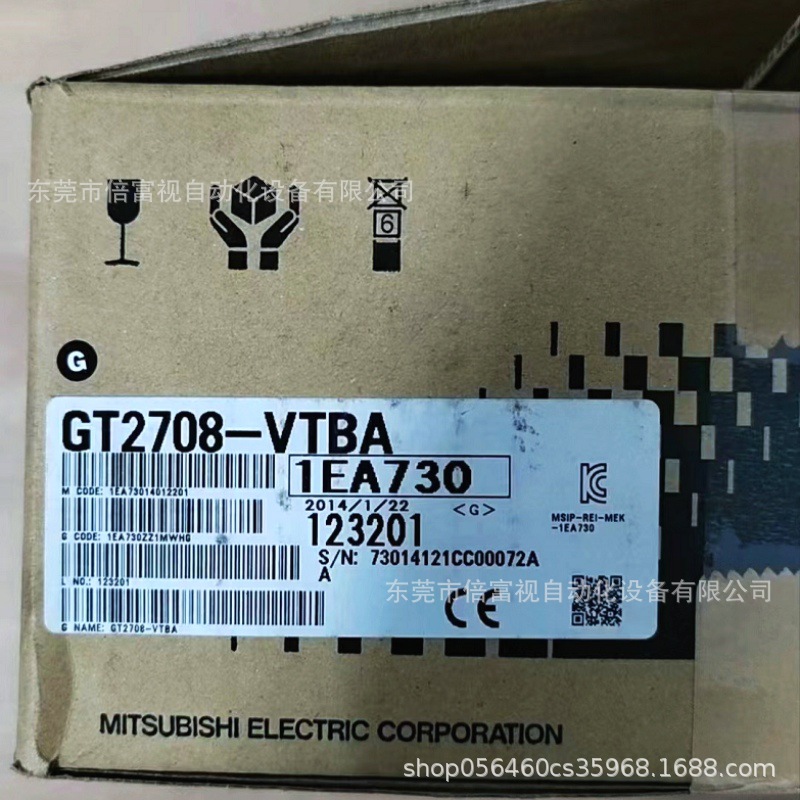 东莞市倍富视自动化设备有限公司
6
G
GT2708-VTBA
1EA730
M CODE: 1EA73014012201
2014/1/22
<G>
123201
MSIP-REI-MEK
-1EA730
G CODE: 1EA730ZZ1MWHG
S/N: 73014121CC00072A
A
L NO.: 123201
东莞市倍富视自动化设备有限公司
CE
G NAME: GT2708-VTBA
MITSUBISHI ELECTRIC CORPORATION
shop056460cs35968.1688.com